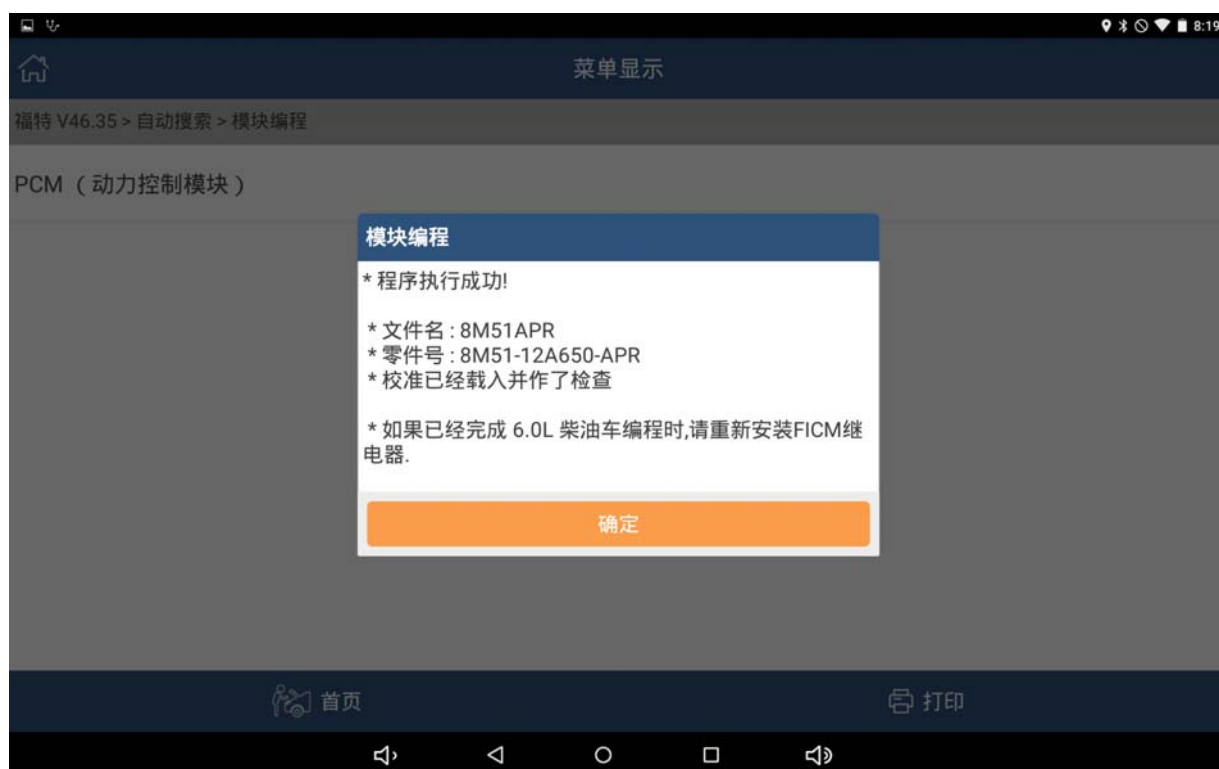 8:19
菜单显示
福特 V46.35 > 自动搜索 > 模块编程
PCM （动力控制模块）
模块编程
* 程序执行成功!
* 文件名 : 8M51APR
* 零件号 : 8M51-12A650-APR
* 校准已经载入并作了检查
* 如果已经完成 6.0L 柴油车编程时,请重新安装FICM继
电器.
确定
首页
打印